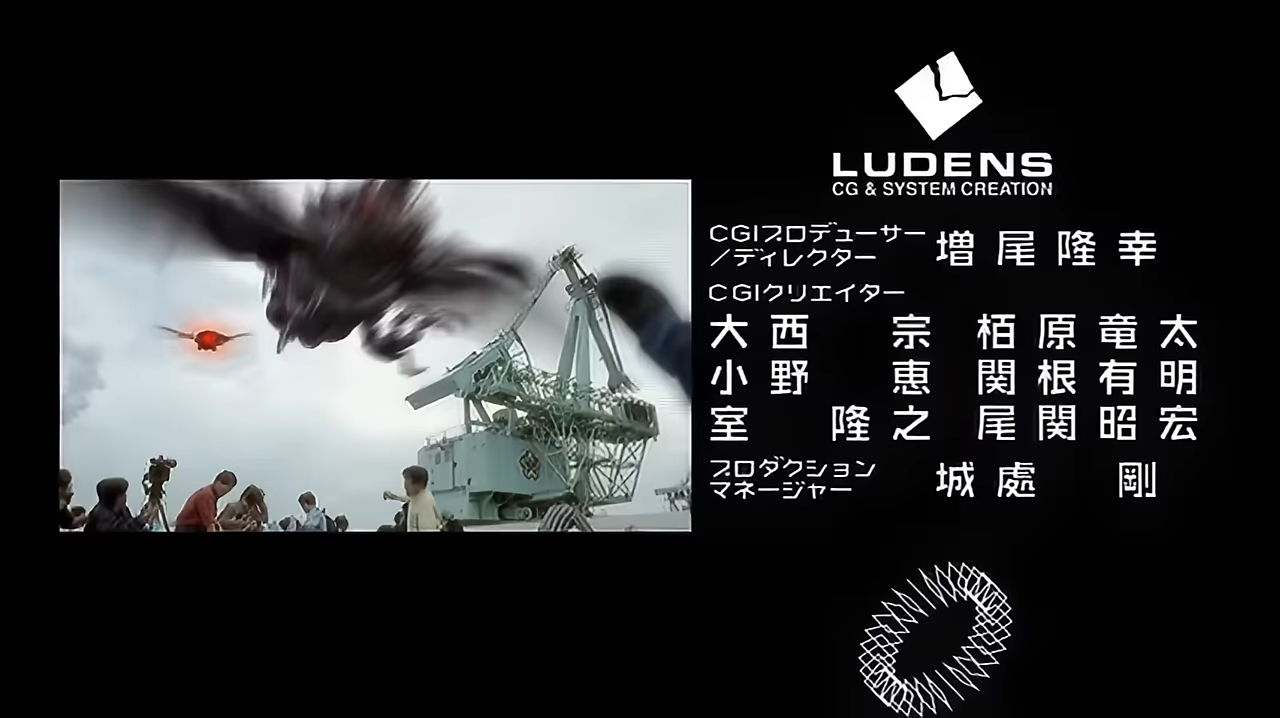 LUDENS
CG & SYSTEM CREATION
CGIプロデューサー
／ディレクター 増尾隆幸
CGIクリエイター
大西 宗 栢原竜太
小野 恵 関根有明
室 隆之 尾関昭宏
プロダクション
マネージャー 城處 剛